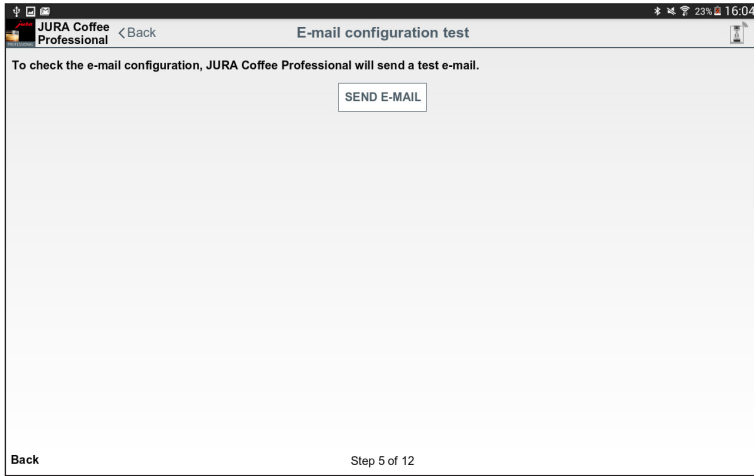 23% 16:04
JURA Coffee
Professional
Back
E-mail configuration test
To check the e-mail configuration, JURA Coffee Professional will send a test e-mail.
SEND E-MAIL
Back
Step 5 of 12